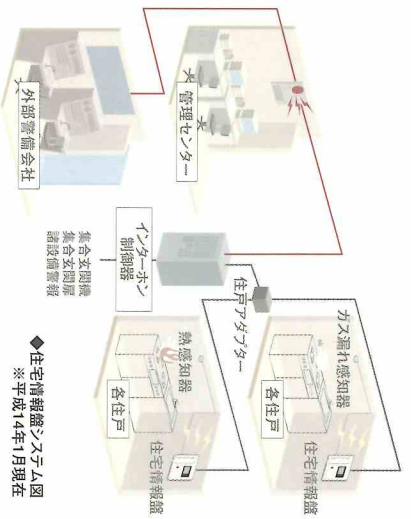 外部警備会社
管理センター
インターホン
制御器
集合玄関機
集合玄関扉
諸設備警報
住戸アダプター
ガス漏れ感知器
各住戸
住宅情報盤
熱感知器
各住戸
住宅情報盤
◆住宅情報盤システム図
※平成14年1月現在